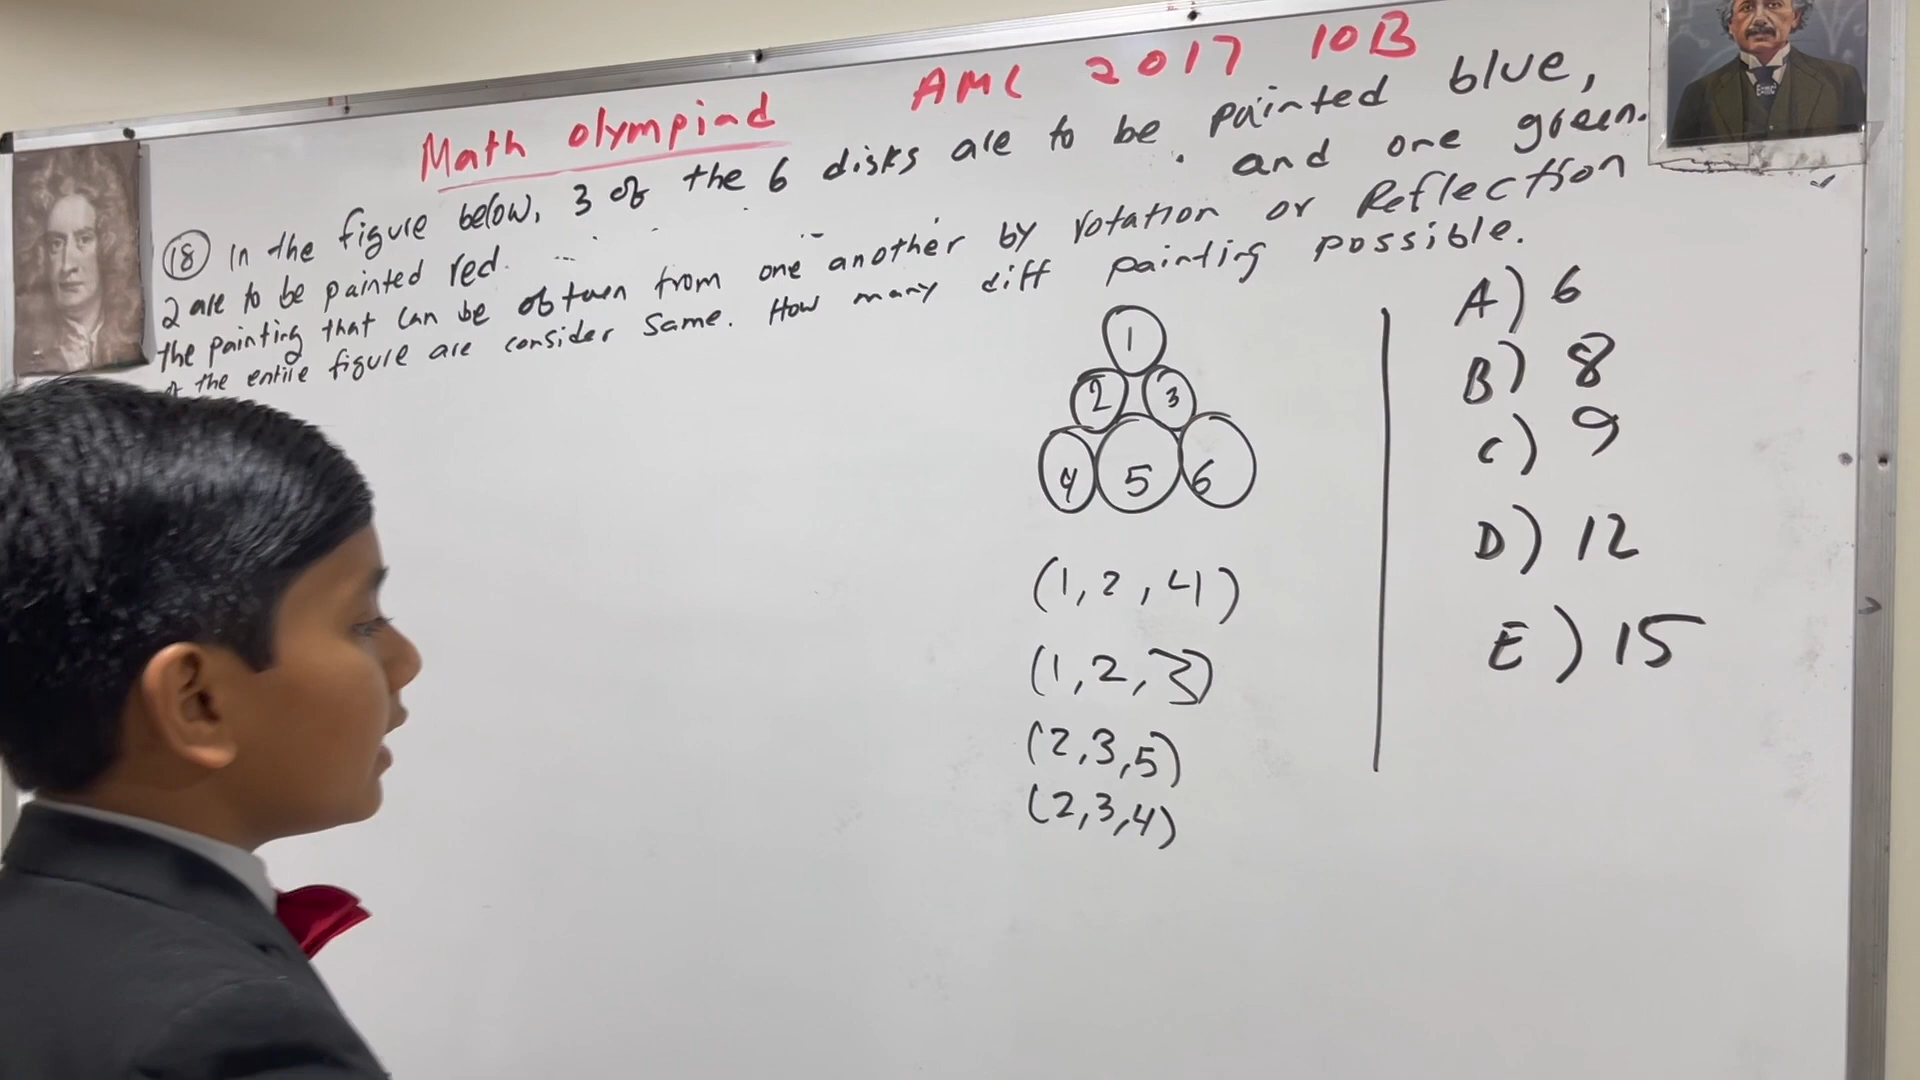 Math olympiad AMC 2017 10B
18 In the figure below, 3 of the 6 disks are to be painted blue,
2 are to be painted red. and one green.
the painting that can be obtaen from one another by rotation or Reflection
of the entire figure are consider same. How many diff painting possible.
1
2 3
4 5 6
(1,2,4)
(1,2,3)
(2,3,5)
(2,3,4)
A) 6
B) 8
C) 9
D) 12
E) 15